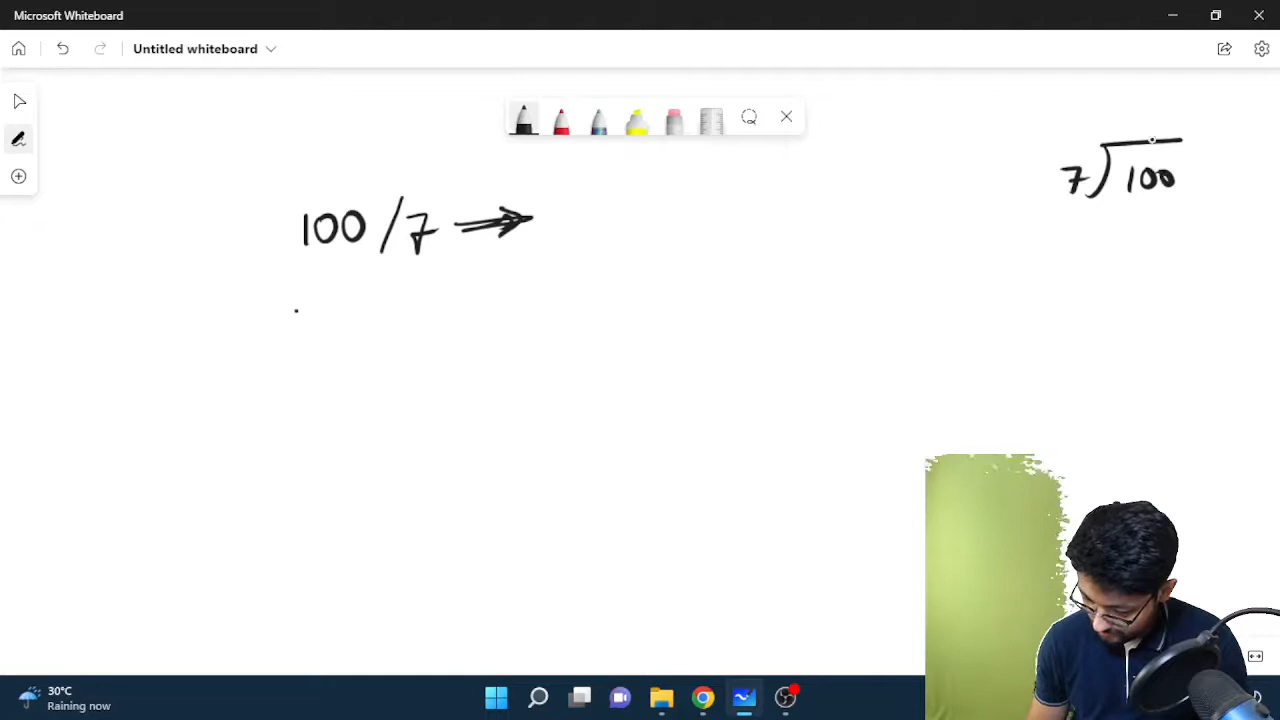 Microsoft Whiteboard
Untitled whiteboard
7)100
100/7 ⇒
30°C
Raining now